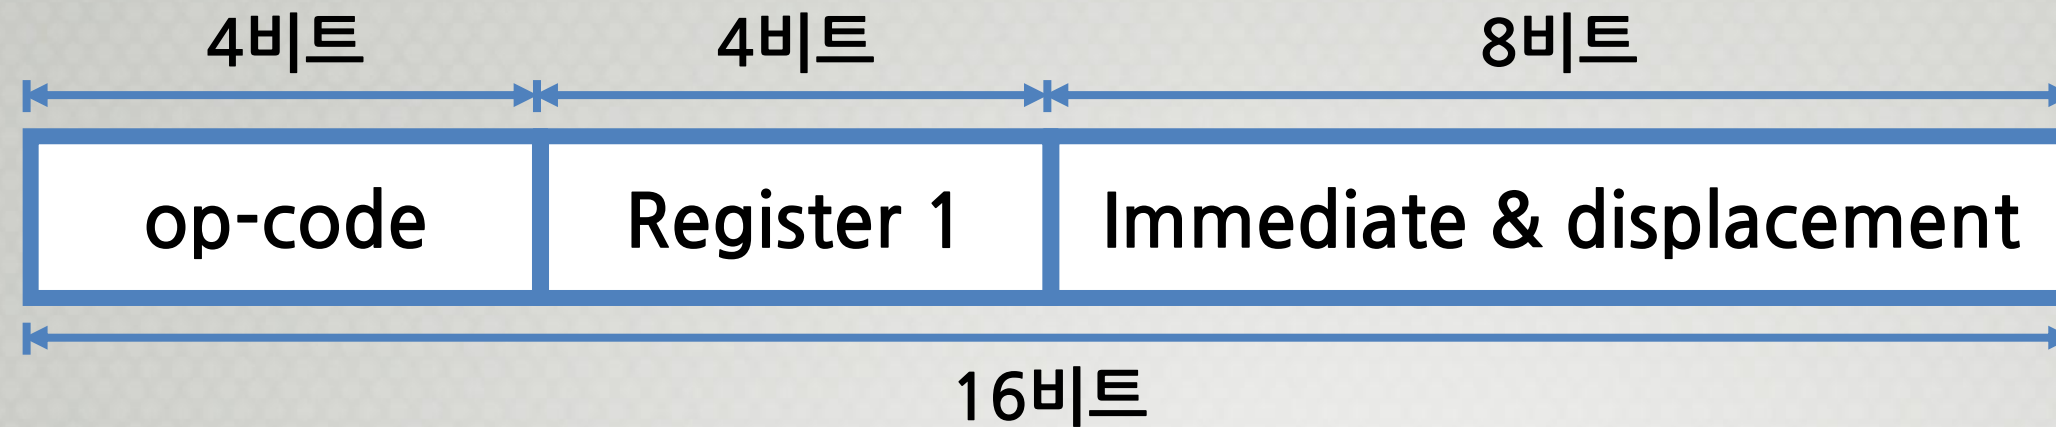 4비트 4비트 8비트
op-code Register 1 Immediate & displacement
16비트